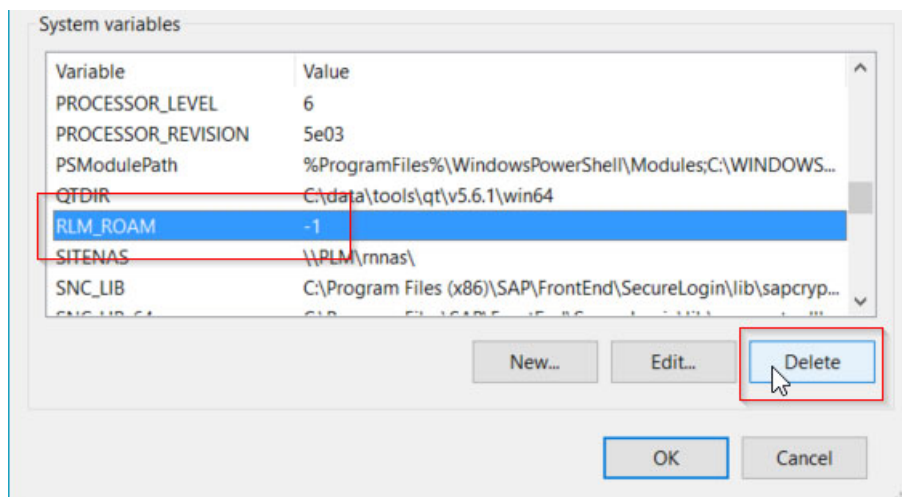 System variables
Variable Value
PROCESSOR_LEVEL 6
PROCESSOR_REVISION 5e03
PSModulePath %ProgramFiles%\WindowsPowerShell\Modules;C:\WINDOWS...
QTDIR C:\data\tools\qt\v5.6.1\win64
RLM_ROAM -1
SITENAS \\PLM\rnnas\
SNC_LIB C:\Program Files (x86)\SAP\FrontEnd\SecureLogin\lib\sapcryp...
New... Edit... Delete
OK Cancel